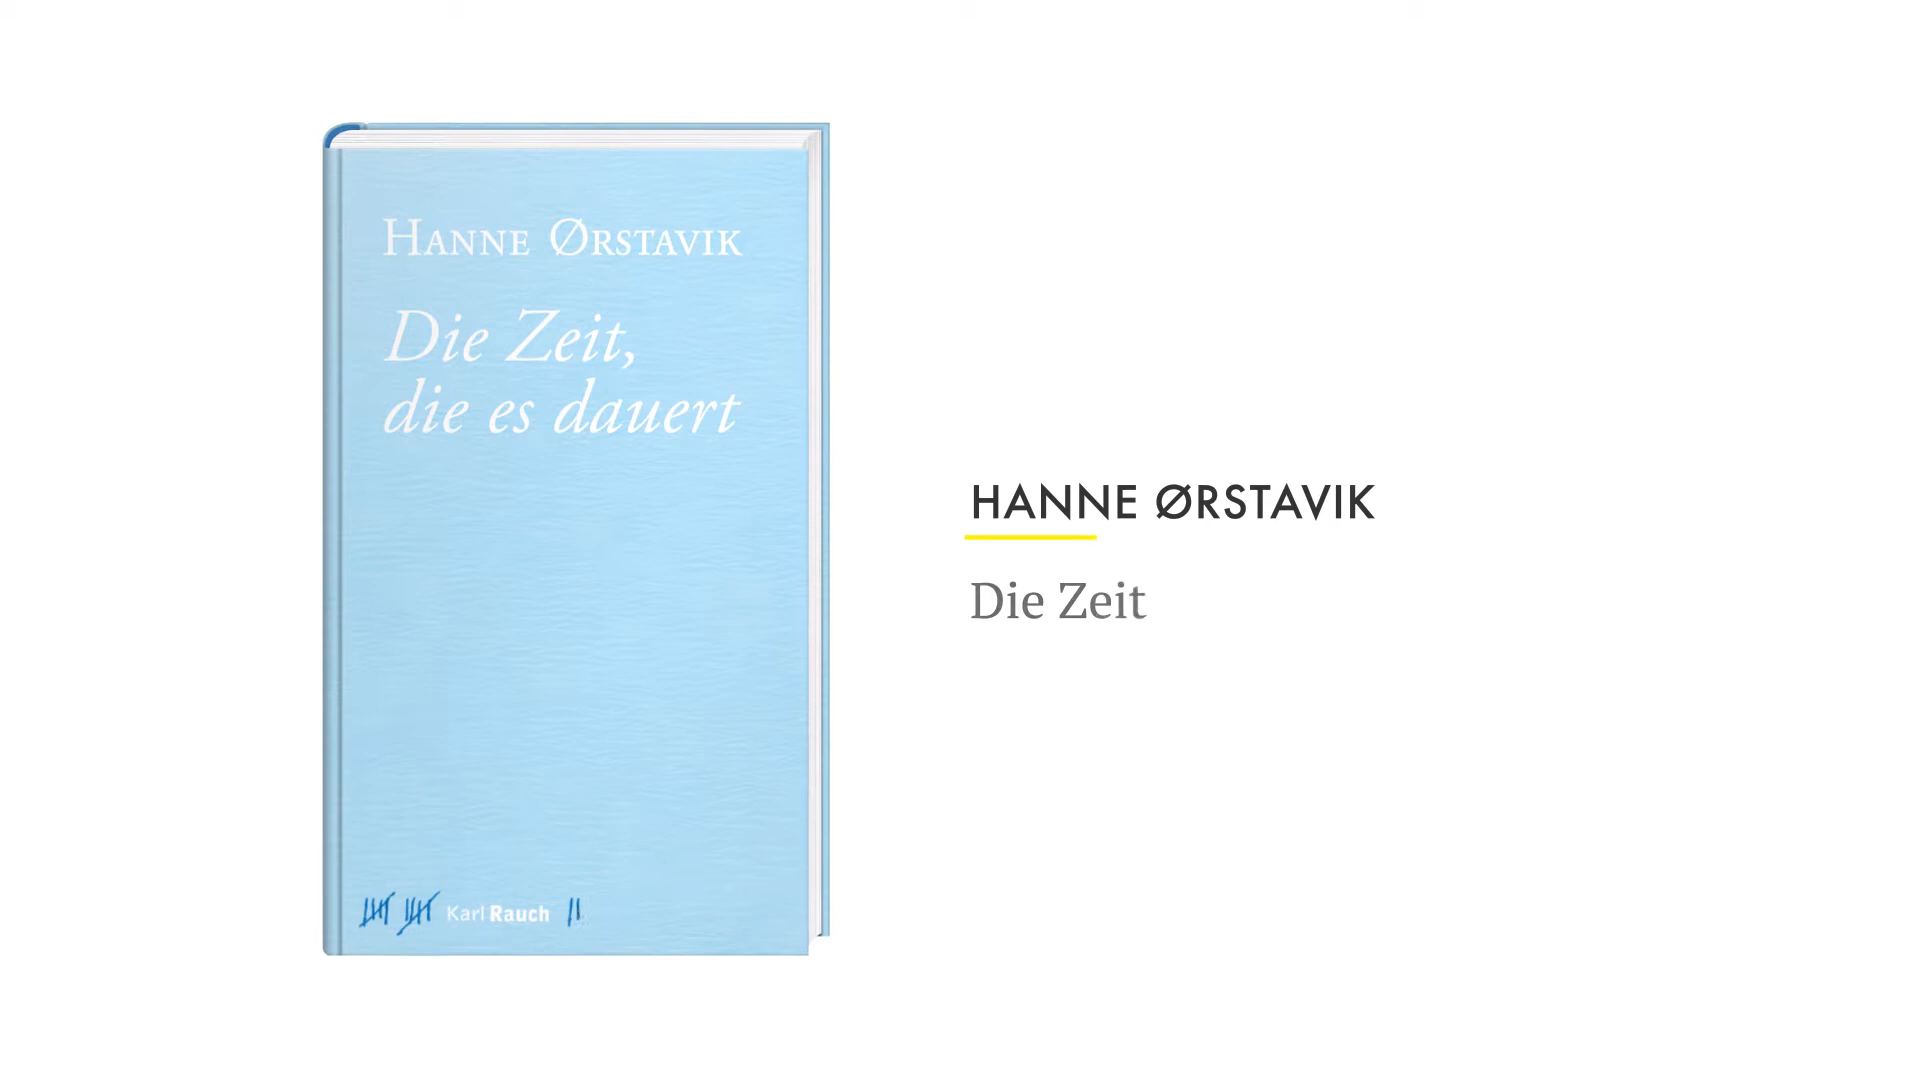 HANNE ØRSTAVIK
Die Zeit,
die es dauert
Karl Rauch
HANNE ØRSTAVIK
Die Zeit